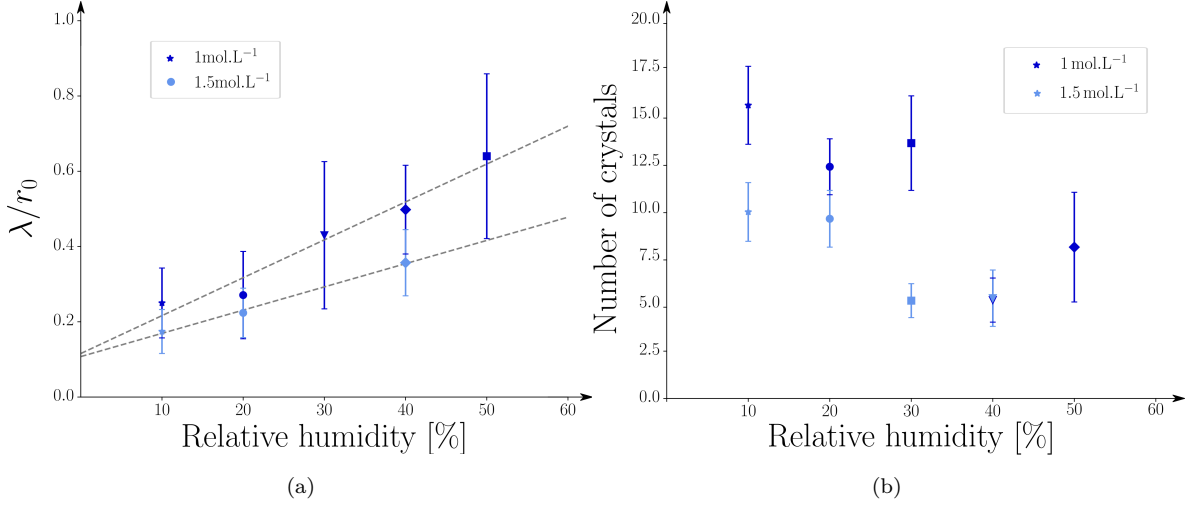 1.0
0.8
0.6
0.4
0.2
0.0
λ/r₀
1mol.L⁻¹
1.5mol.L⁻¹
10 20 30 40 50 60
Relative humidity [%]
(a)
20.0
17.5
15.0
12.5
10.0
7.5
5.0
2.5
0.0
Number of crystals
1 mol.L⁻¹
1.5 mol.L⁻¹
10 20 30 40 50 60
Relative humidity [%]
(b)